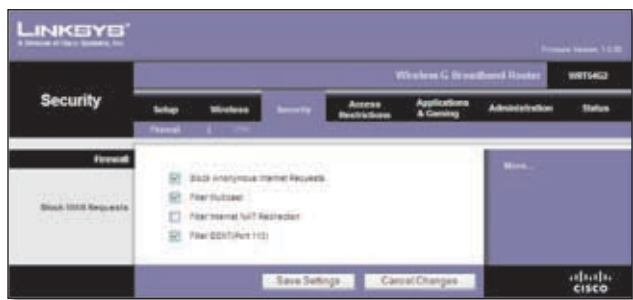 LINKSYS®
A Division of Cisco Systems, Inc.
Firmware Version: 1.0.00
Wireless-G Broadband Router WRT54G2
Security
Setup Wireless Security Access Restrictions Applications & Gaming Administration Status
Firewall | VPN
Firewall
Block Anonymous Internet Requests
More...
Filter Multicast
Block WAN Requests
Filter Internet NAT Redirection
Filter IDENT(Port 113)
Save Settings Cancel Changes
CISCO